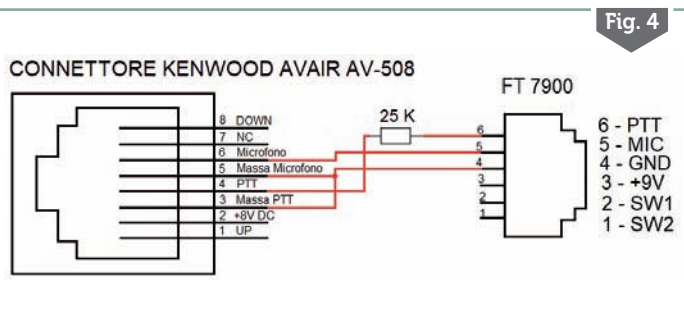 Fig. 4
CONNETTORE KENWOOD AVAIR AV-508
FT 7900
8 DOWN
7 NC
6 Microfono
5 Massa Microfono
4 PTT
3 Massa PTT
2 +8V DC
1 UP
25 K
6
5
4
3
2
1
6 - PTT
5 - MIC
4 - GND
3 - +9V
2 - SW1
1 - SW2